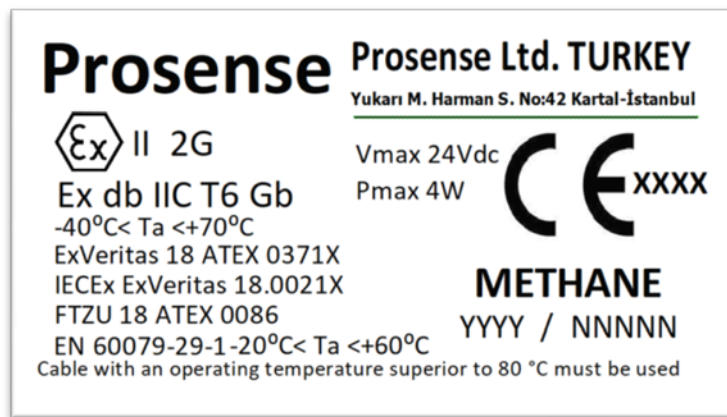 Prosense
Prosense Ltd. TURKEY
Yukarı M. Harman S. No:42 Kartal-İstanbul
Ex II 2G
Ex db IIC T6 Gb
-40°C< Ta <+70°C
ExVeritas 18 ATEX 0371X
IECEx ExVeritas 18.0021X
FTZU 18 ATEX 0086
EN 60079-29-1-20°C< Ta <+60°C
Vmax 24Vdc
Pmax 4W
CE XXXX
METHANE
YYYY / NNNNN
Cable with an operating temperature superior to 80 °C must be used